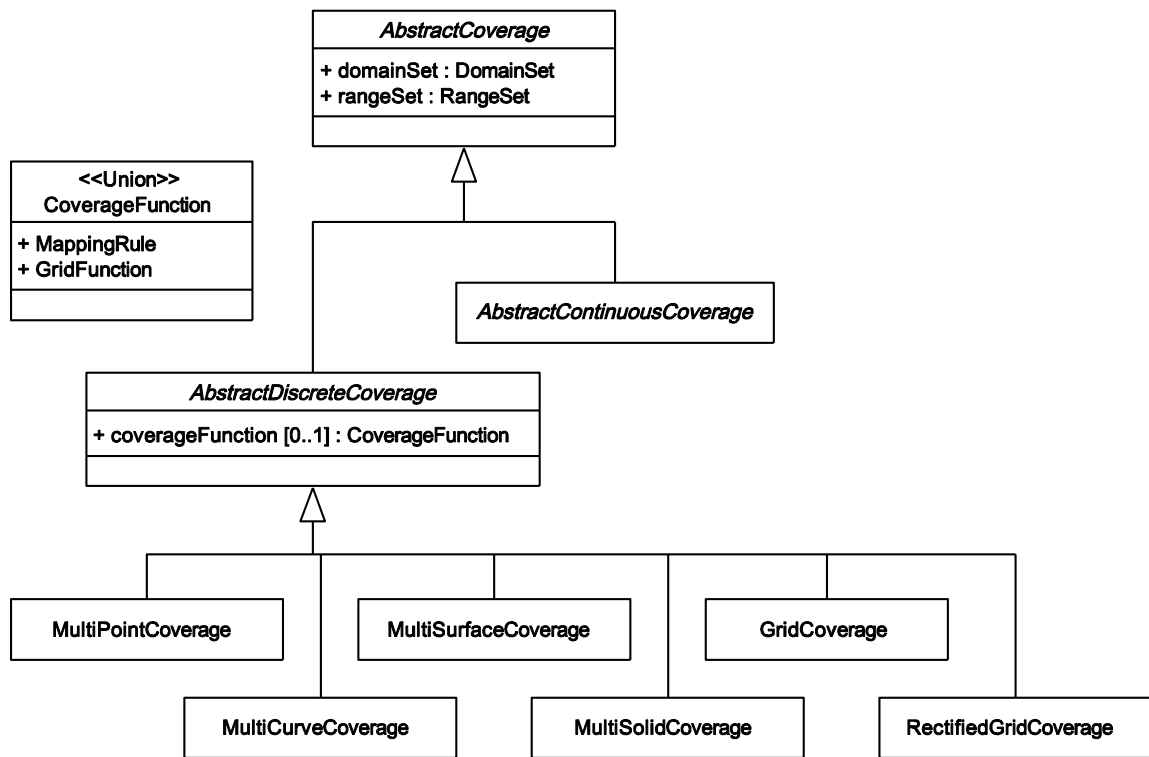 AbstractCoverage
+ domainSet : DomainSet
+ rangeSet : RangeSet
<<Union>>
CoverageFunction
+ MappingRule
+ GridFunction
AbstractContinuousCoverage
AbstractDiscreteCoverage
+ coverageFunction [0..1] : CoverageFunction
MultiPointCoverage
MultiSurfaceCoverage
GridCoverage
MultiCurveCoverage
MultiSolidCoverage
RectifiedGridCoverage